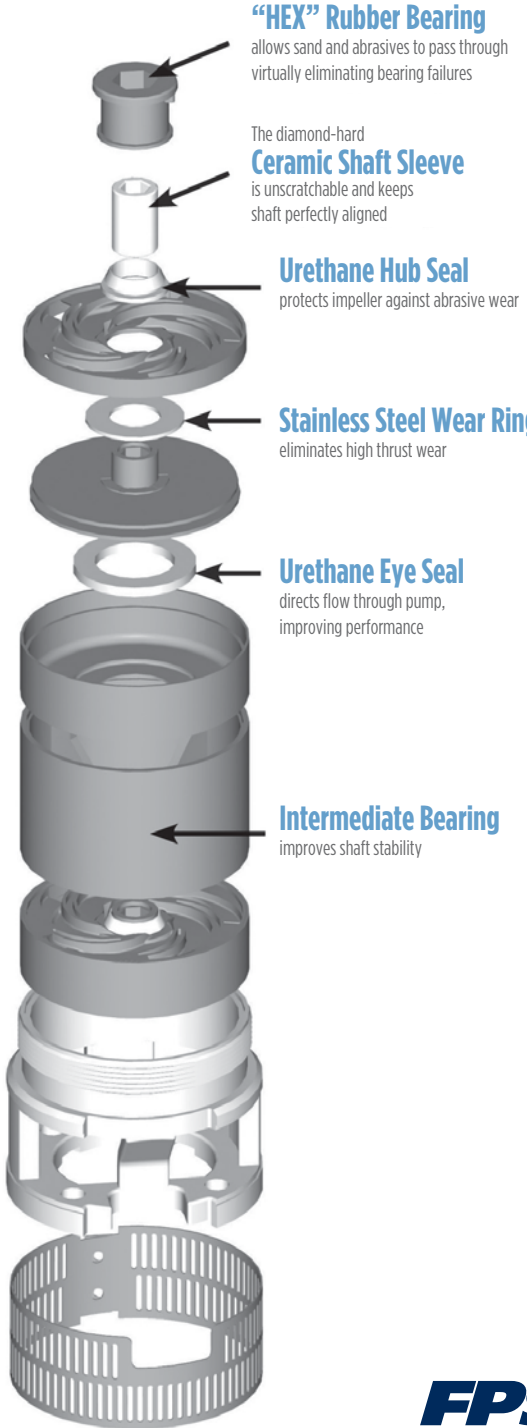 “HEX” Rubber Bearing
allows sand and abrasives to pass through
virtually eliminating bearing failures
The diamond-hard
Ceramic Shaft Sleeve
is unscratchable and keeps
shaft perfectly aligned
Urethane Hub Seal
protects impeller against abrasive wear
Stainless Steel Wear Ring
eliminates high thrust wear
Urethane Eye Seal
directs flow through pump,
improving performance
Intermediate Bearing
improves shaft stability
FPS